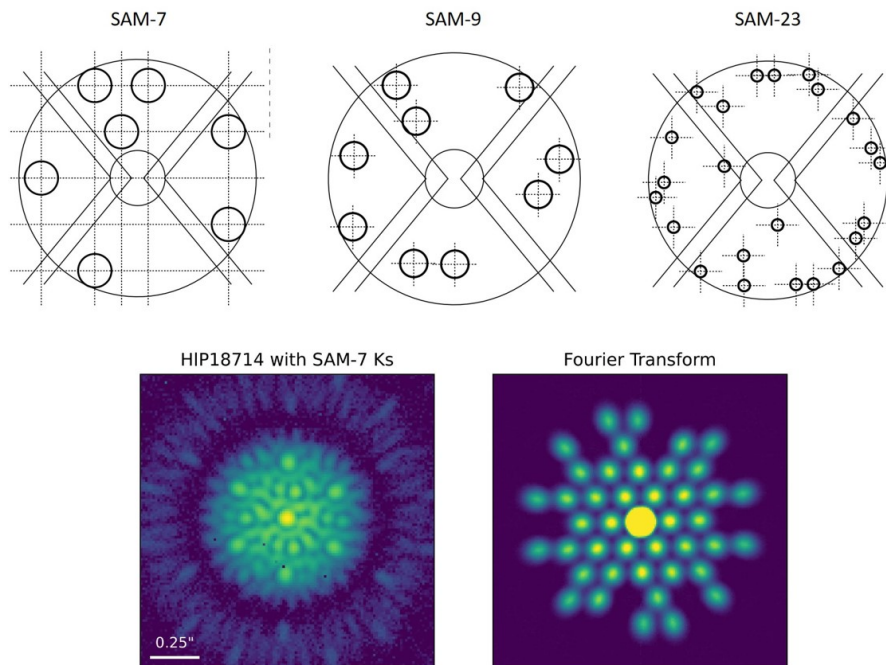 SAM-7
SAM-9
SAM-23
HIP18714 with SAM-7 Ks
Fourier Transform
0.25"